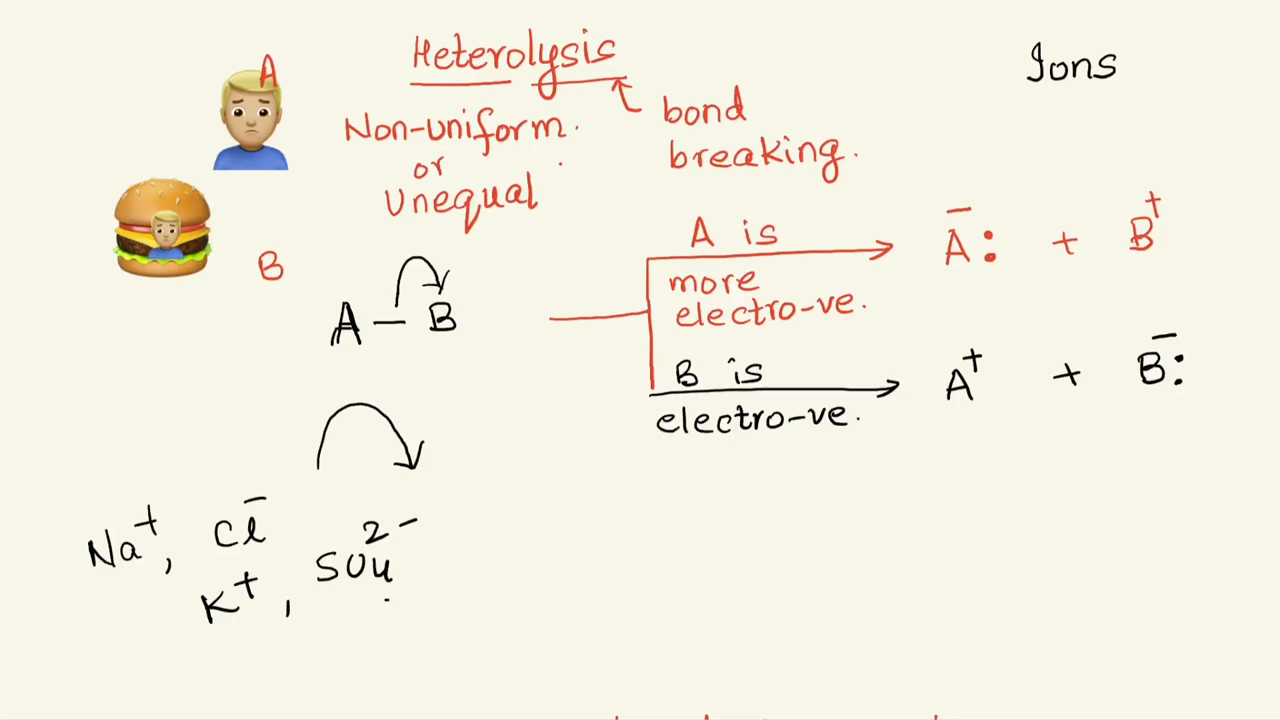 Heterolysis
Ions
A
Non-uniform.
or
Unequal
bond
breaking.
B
A – B
A is
more
electro-ve.
A⁻: + B⁺
B is
electro-ve.
A⁺ + B⁻:
Na⁺, Cl⁻
K⁺, SO4²⁻